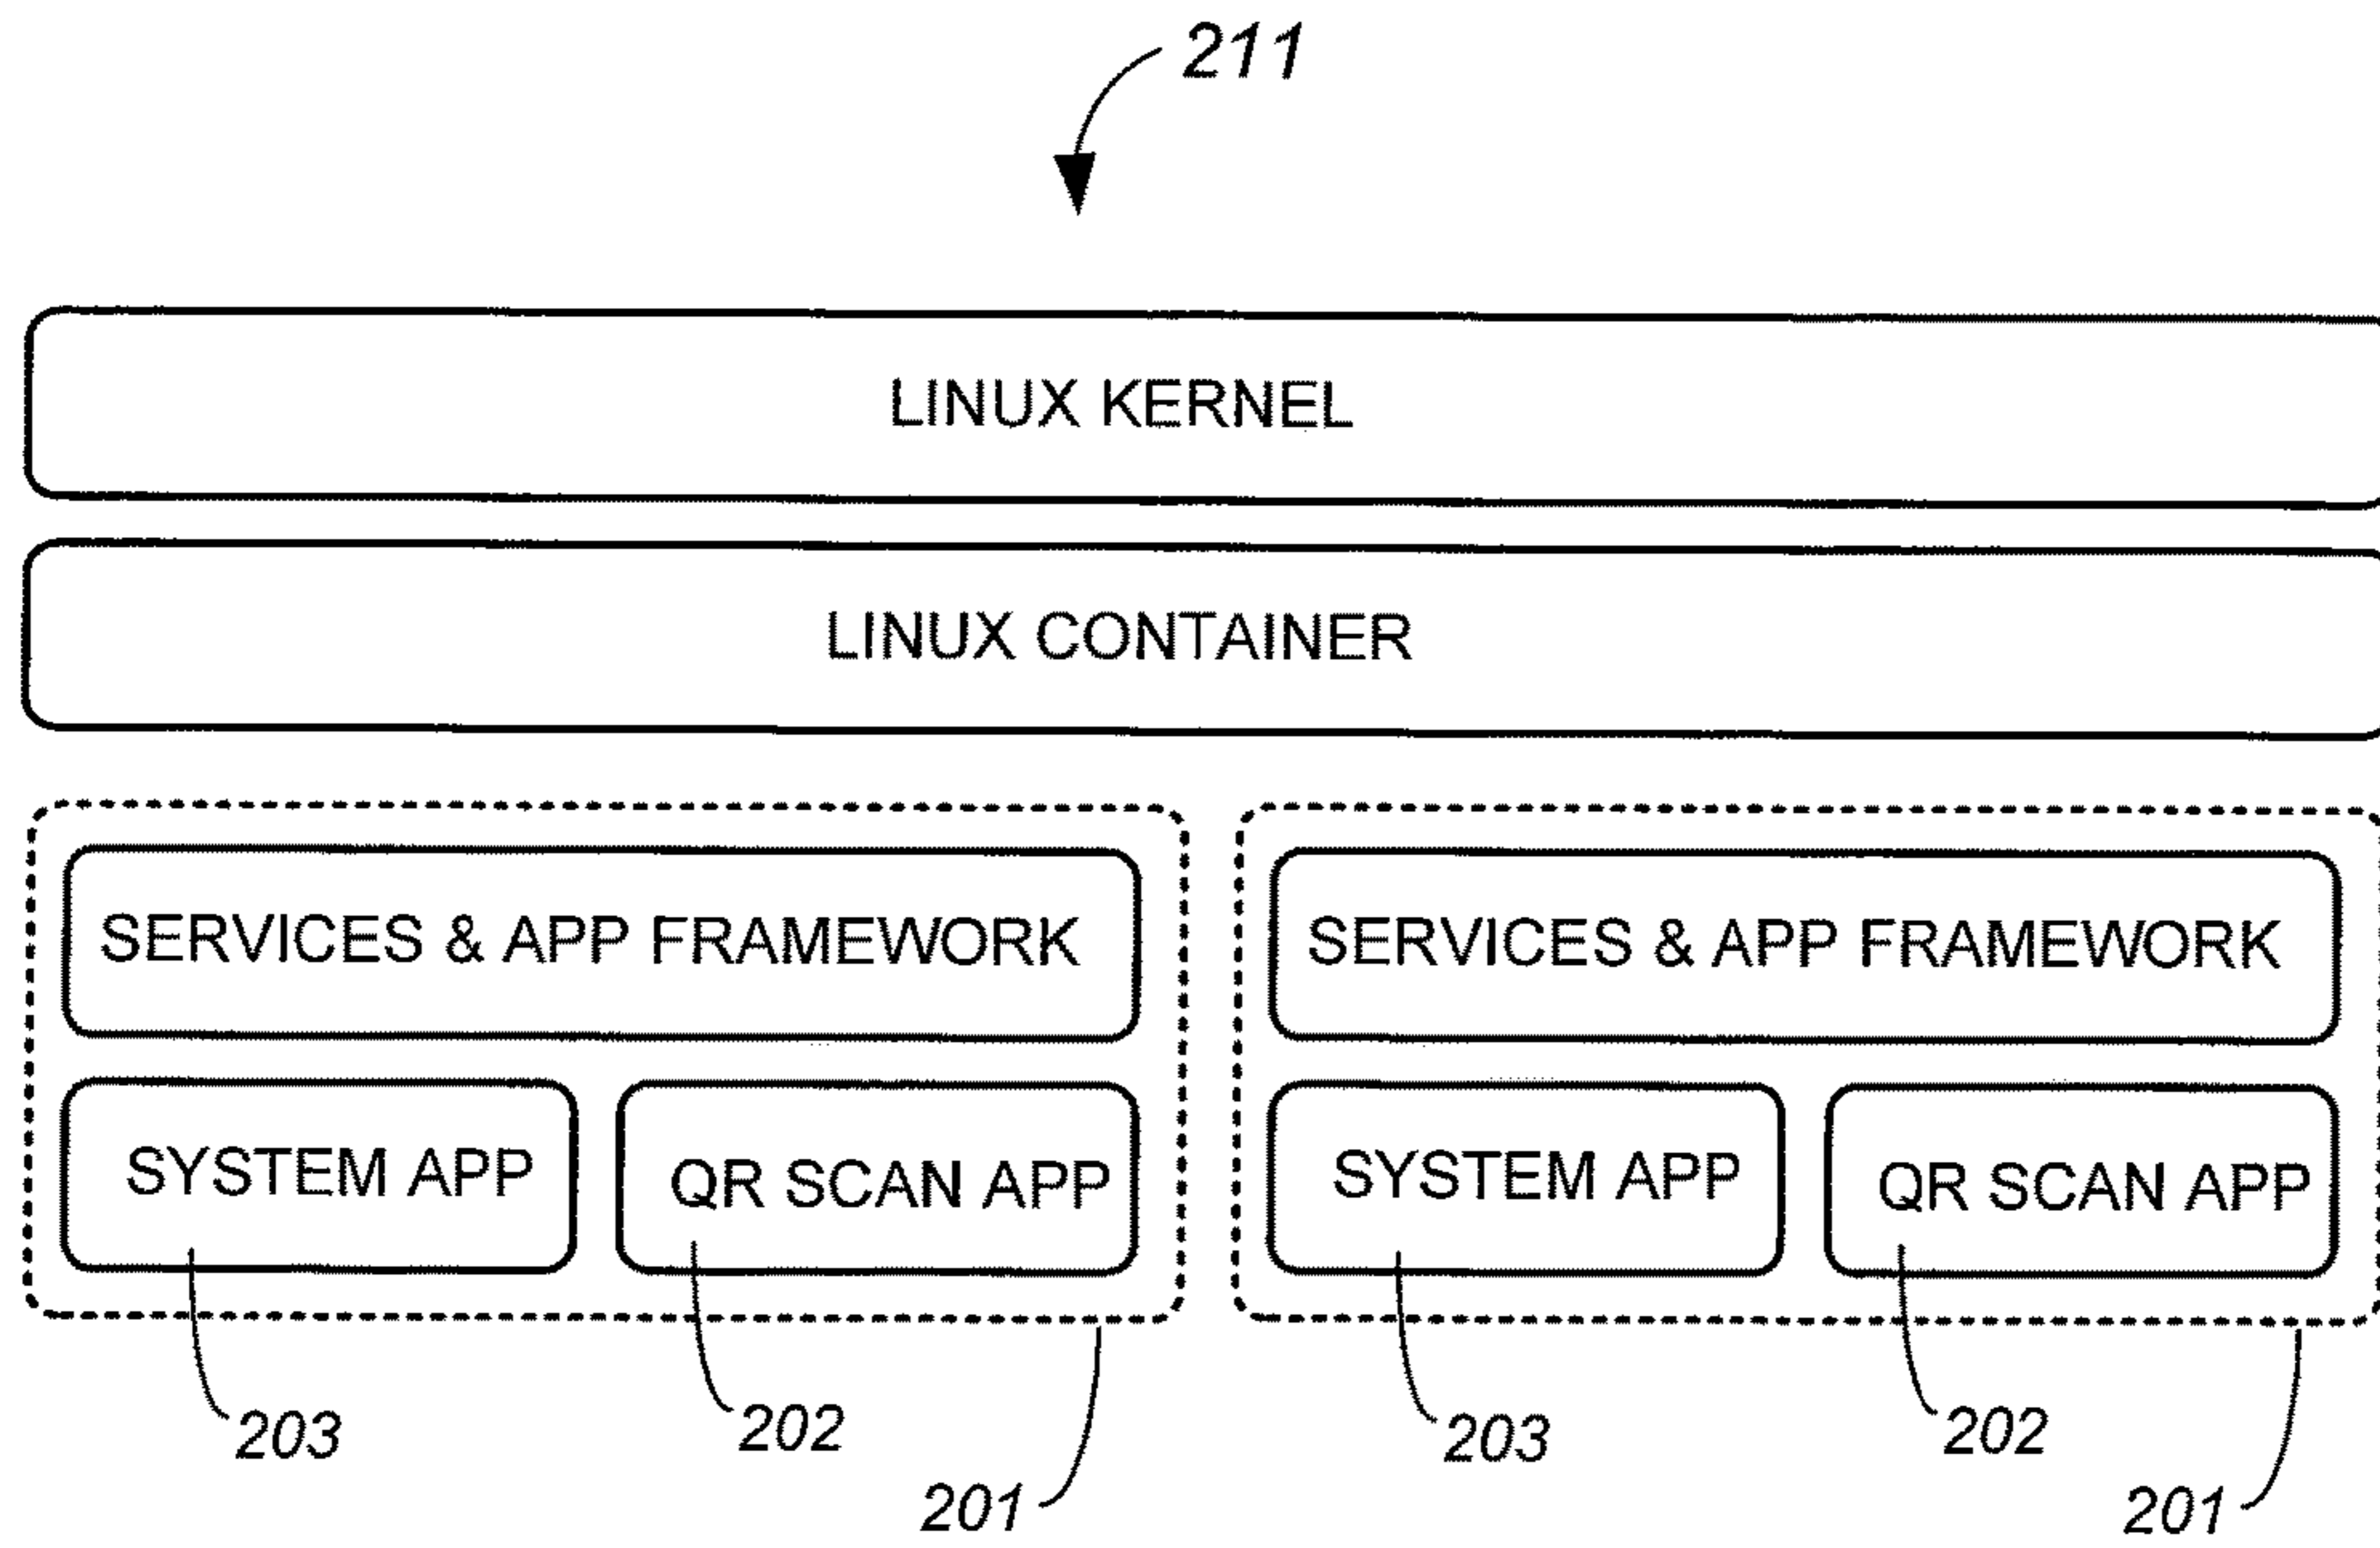 211
LINUX KERNEL
LINUX CONTAINER
SERVICES & APP FRAMEWORK
SERVICES & APP FRAMEWORK
SYSTEM APP
QR SCAN APP
SYSTEM APP
QR SCAN APP
203
202
203
202
201
201